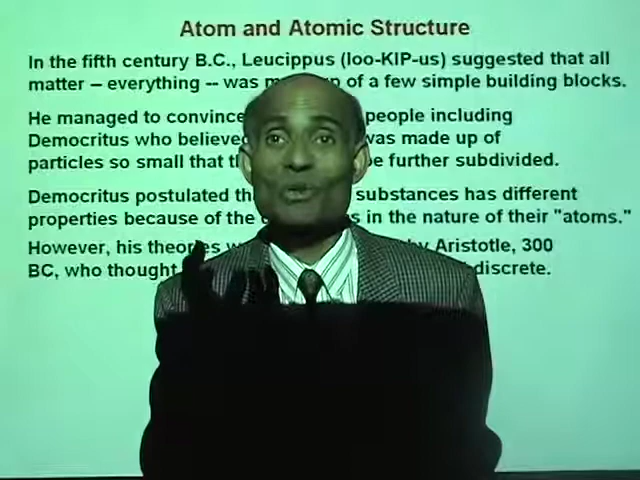 Atom and Atomic Structure
In the fifth century B.C., Leucippus (loo-KIP-us) suggested that all
matter -- everything -- was of a few simple building blocks.
He managed to convince people including
Democritus who believe was made up of
particles so small that be further subdivided.
Democritus postulated substances has different
properties because of the in the nature of their "atoms."
However, his theories by Aristotle, 300
BC, who thought discrete.